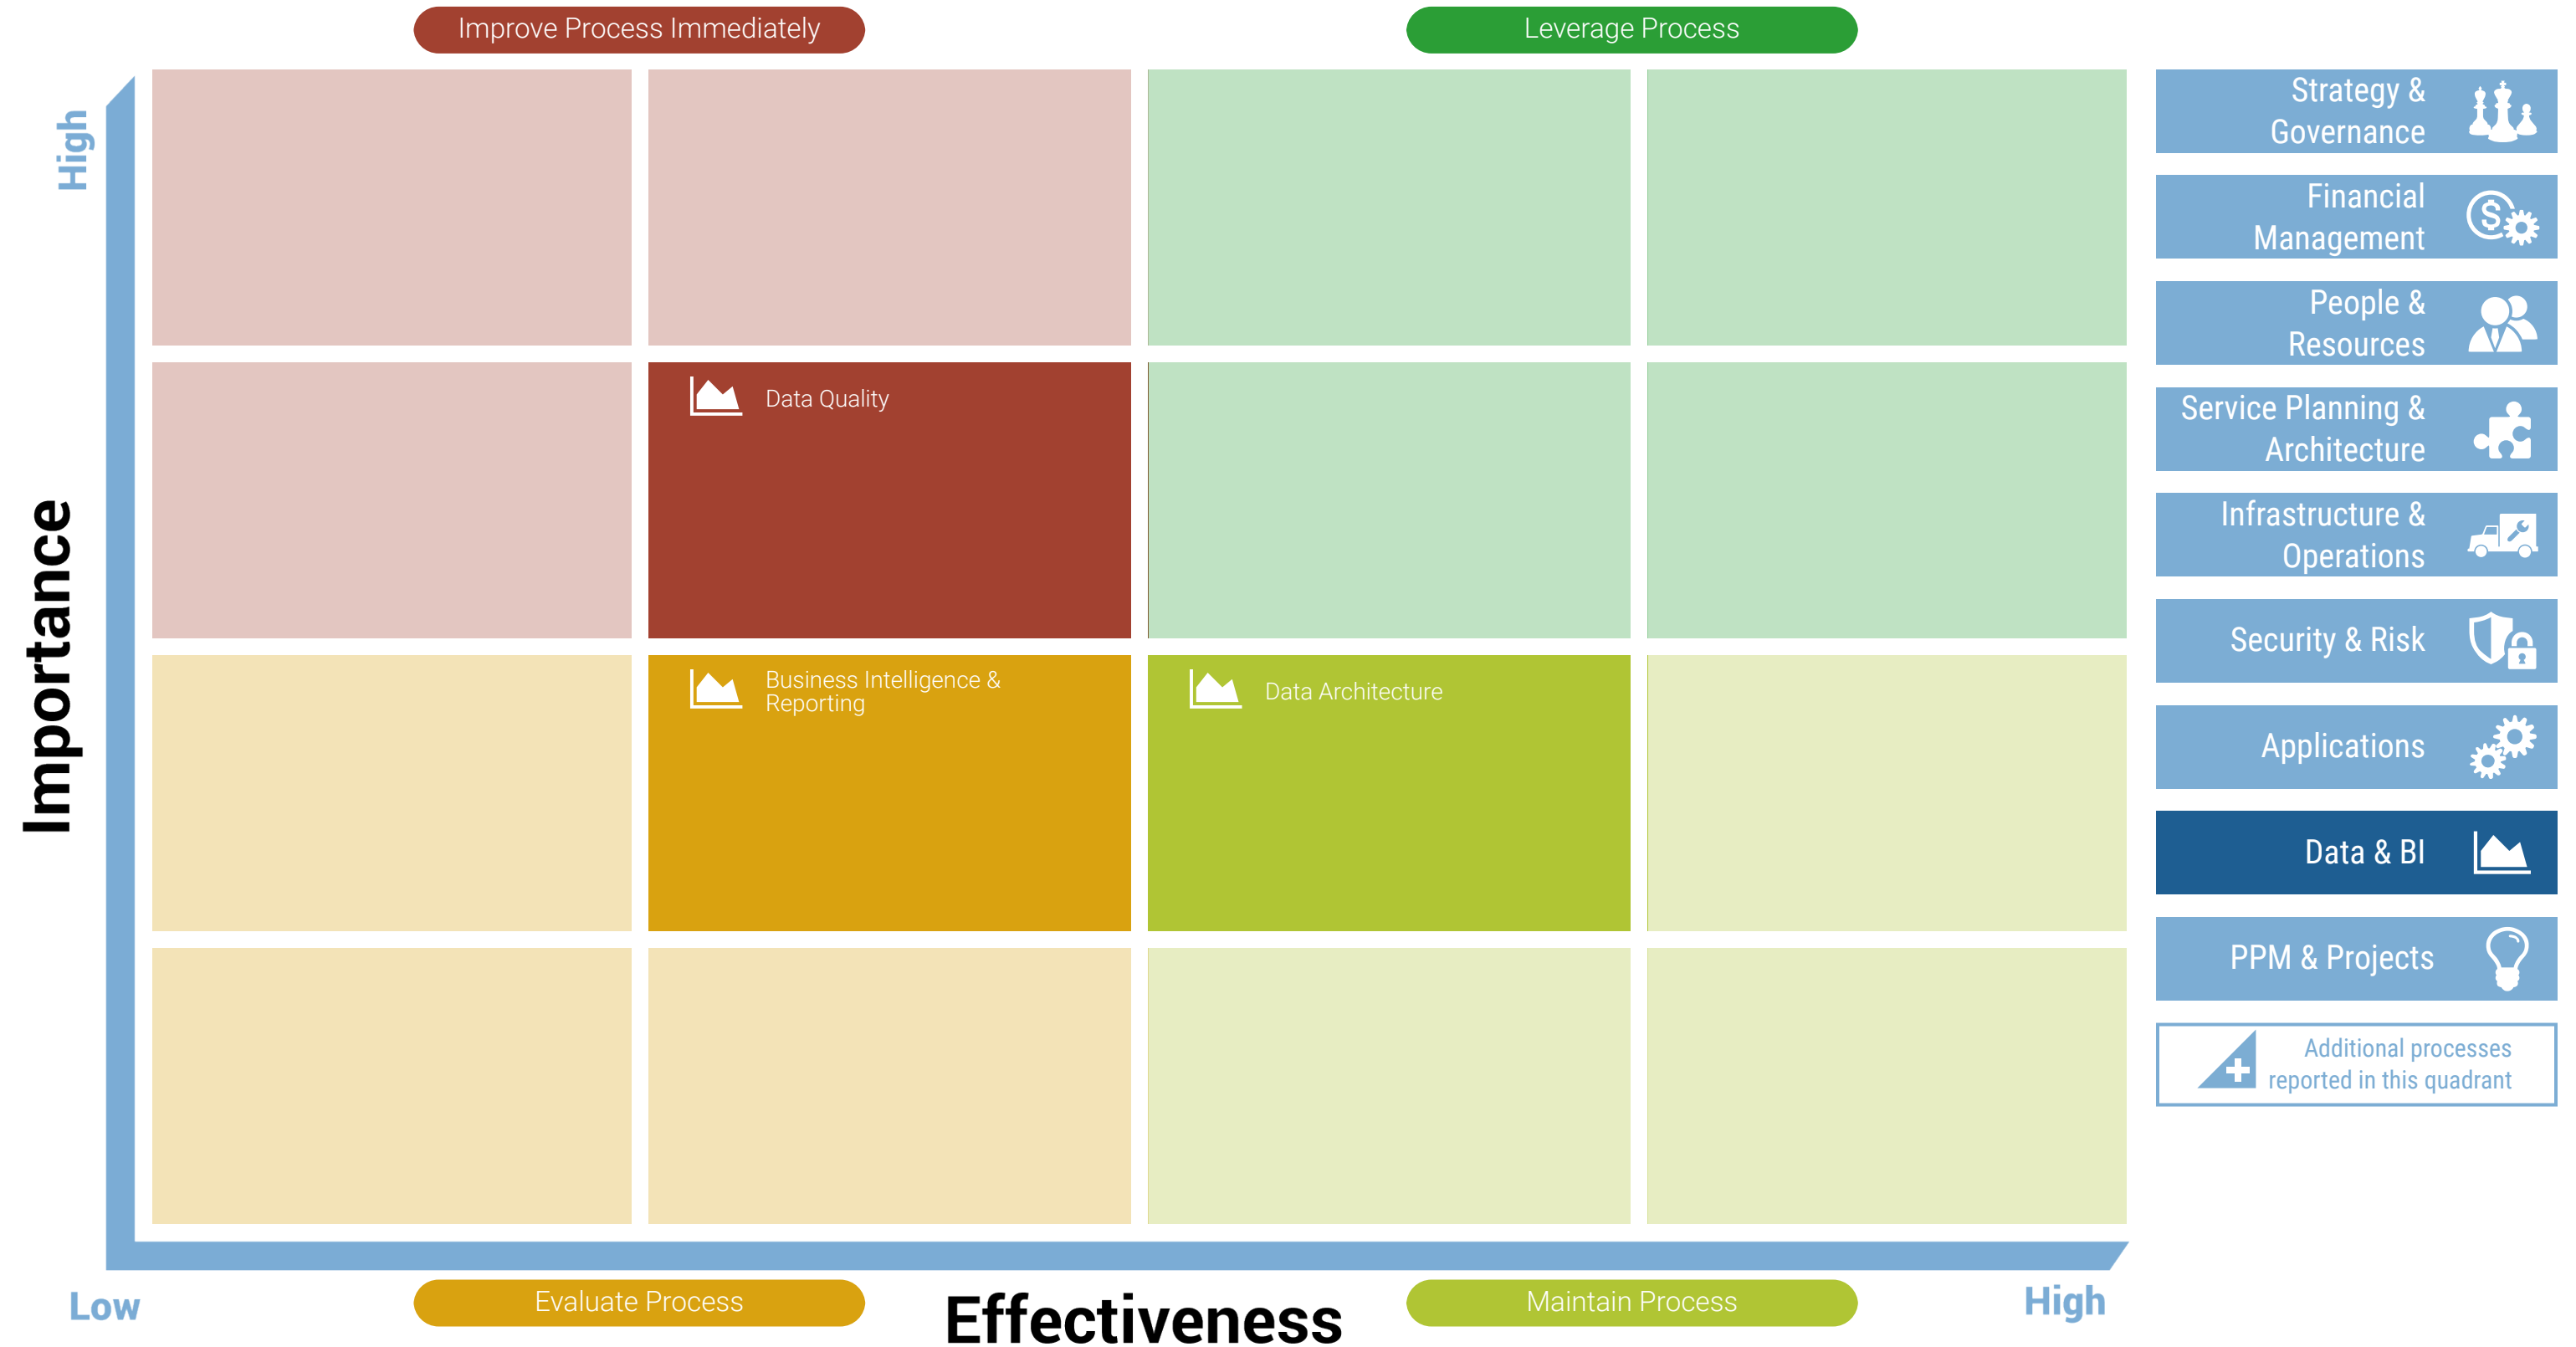 Improve Process Immediately
Leverage Process
High
Importance
Data Quality
Business Intelligence &
Reporting
Data Architecture
Low
Evaluate Process
Effectiveness
Maintain Process
High
Strategy &
Governance
Financial
Management
People &
Resources
Service Planning &
Architecture
Infrastructure &
Operations
Security & Risk
Applications
Data & BI
PPM & Projects
Additional processes
reported in this quadrant